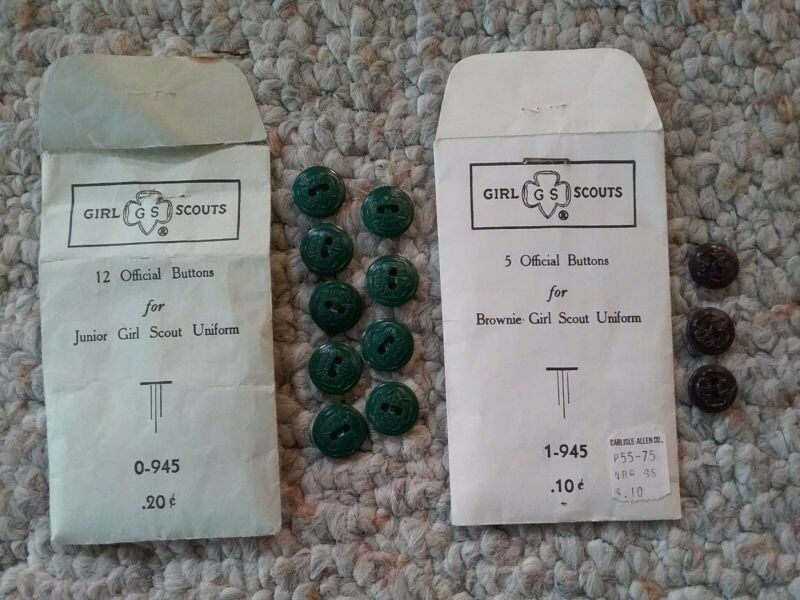 GIRL GS SCOUTS
®
12 Official Buttons
for
Junior Girl Scout Uniform
0-945
.20¢
GIRL GS SCOUTS
®
5 Official Buttons
for
Brownie Girl Scout Uniform
1-945
.10¢
CARLISLE-ALLEN CO.
P55-75
$.10